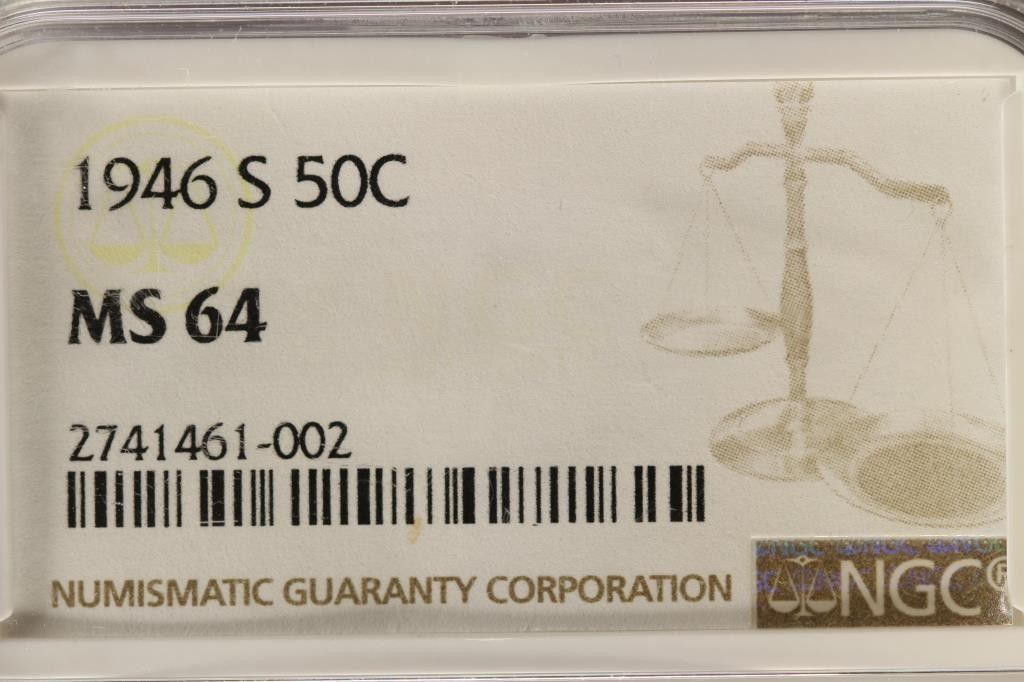 1946 S 50C
MS 64
2741461-002
NUMISMATIC GUARANTY CORPORATION
NGC®